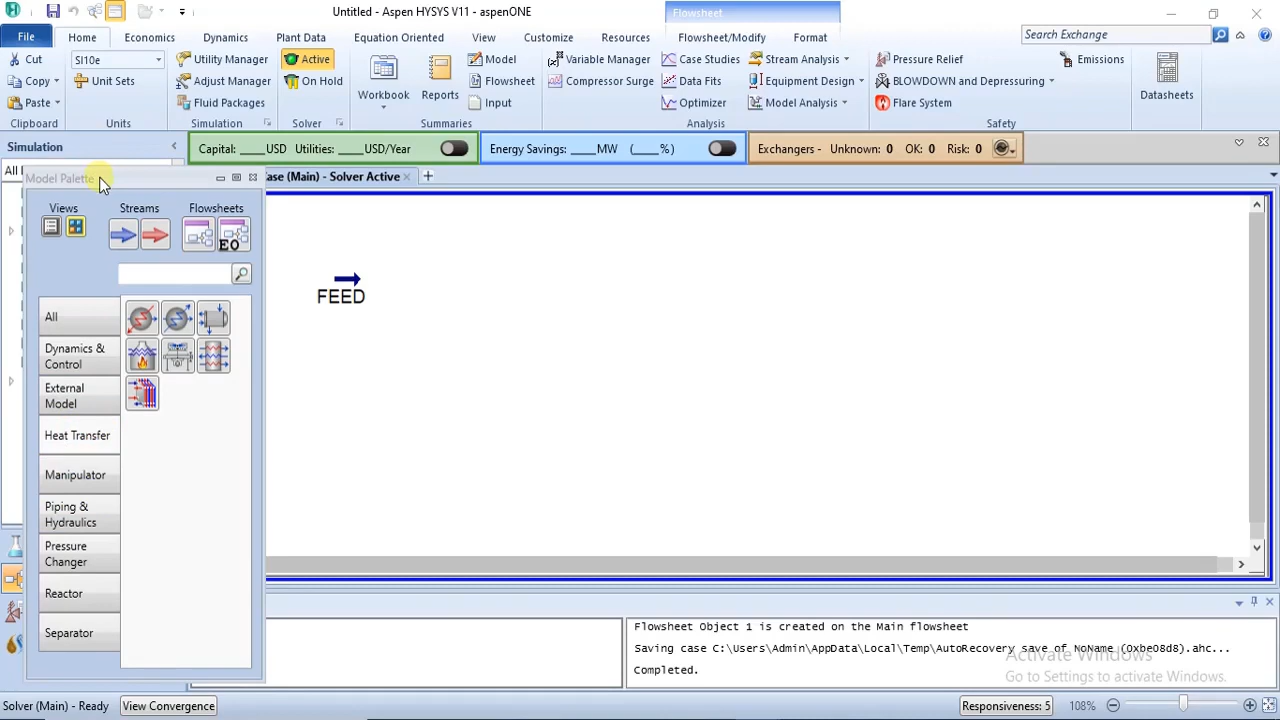 Untitled - Aspen HYSYS V11 - aspenONE
Flowsheet
File Home Economics Dynamics Plant Data Equation Oriented View Customize Resources Flowsheet/Modify Format
Search Exchange
Cut
Copy
Paste
Clipboard
SI10e
Unit Sets
Units
Utility Manager
Adjust Manager
Fluid Packages
Simulation
Active
On Hold
Solver
Workbook
Reports
Model
Flowsheet
Input
Summaries
Variable Manager
Compressor Surge
Case Studies
Data Fits
Optimizer
Stream Analysis
Equipment Design
Model Analysis
Analysis
Pressure Relief
BLOWDOWN and Depressuring
Flare System
Safety
Emissions
Datasheets
Simulation
Capital: ____USD Utilities: ____USD/Year
Energy Savings: ____MW (____%)
Exchangers - Unknown: 0 OK: 0 Risk: 0
All
Model Palette
ase (Main) - Solver Active
Views Streams Flowsheets
EO
All
Dynamics &
Control
External
Model
Heat Transfer
Manipulator
Piping &
Hydraulics
Pressure
Changer
Reactor
Separator
FEED
Flowsheet Object 1 is created on the Main flowsheet
Saving case C:\Users\Admin\AppData\Local\Temp\AutoRecovery save of NoName (0xbe08d8).ahc...
Completed.
Activate Windows
Go to Settings to activate Windows.
Solver (Main) - Ready View Convergence Responsiveness: 5 108%